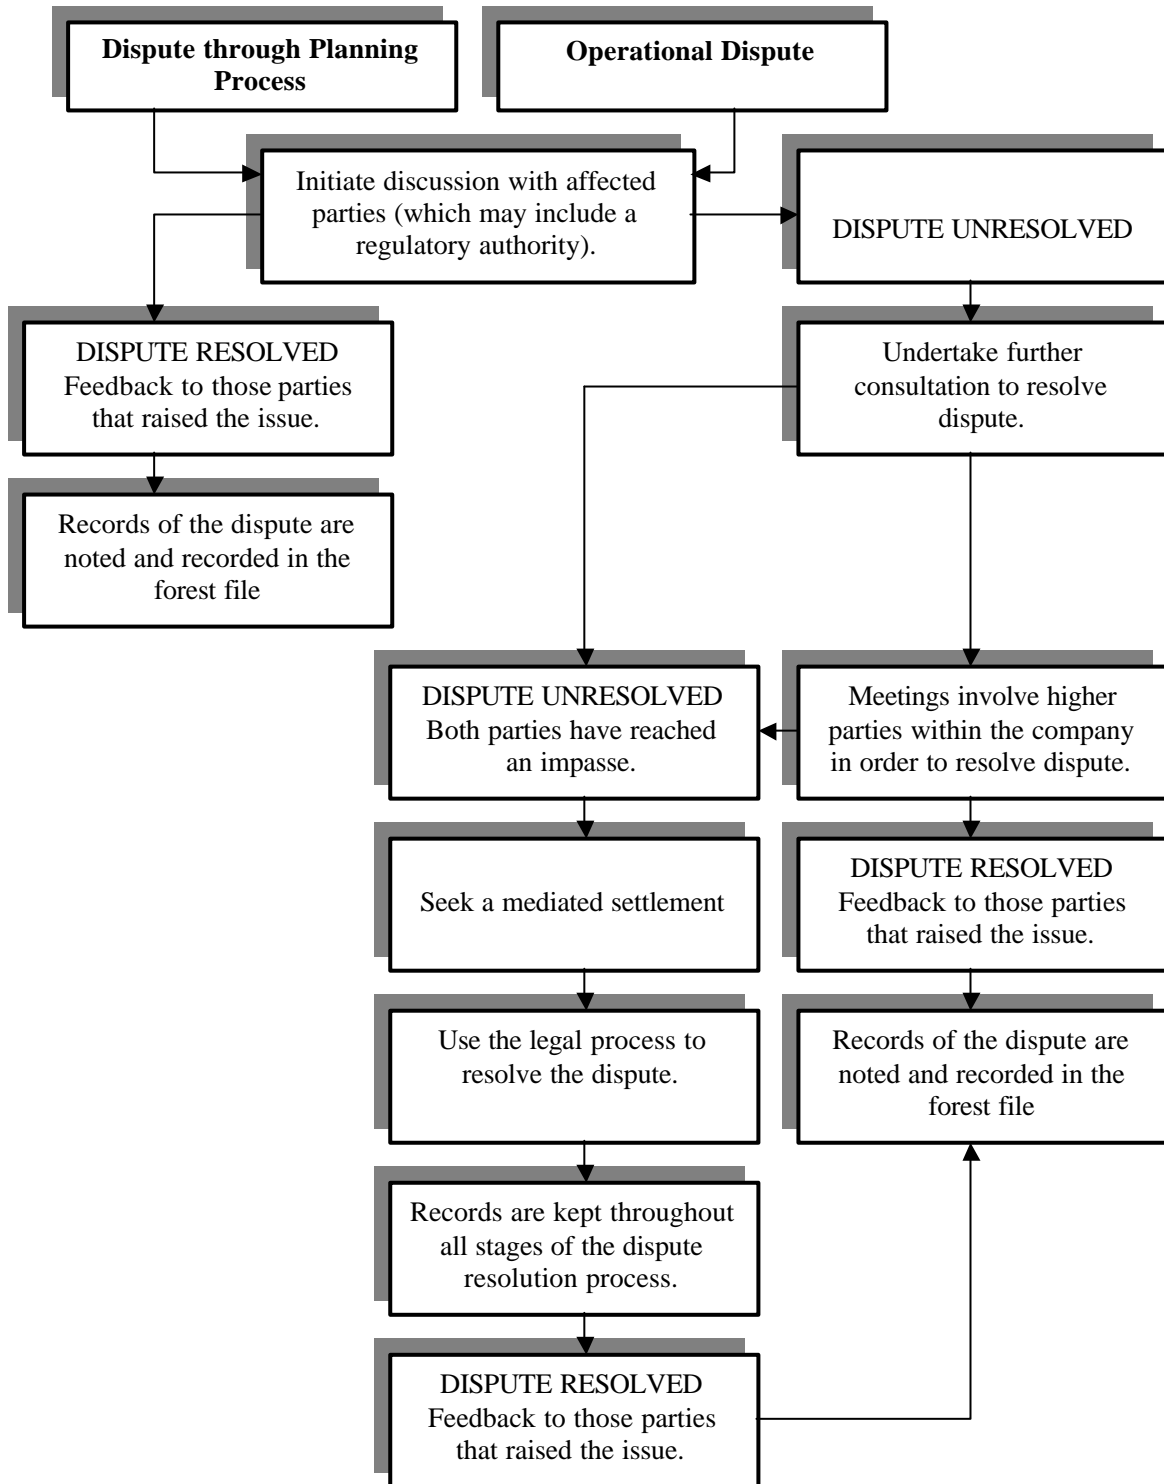 Dispute through Planning
Process
Operational Dispute
Initiate discussion with affected
parties (which may include a
regulatory authority).
DISPUTE UNRESOLVED
DISPUTE RESOLVED
Feedback to those parties
that raised the issue.
Undertake further
consultation to resolve
dispute.
Records of the dispute are
noted and recorded in the
forest file
DISPUTE UNRESOLVED
Both parties have reached
an impasse.
Meetings involve higher
parties within the company
in order to resolve dispute.
Seek a mediated settlement
DISPUTE RESOLVED
Feedback to those parties
that raised the issue.
Use the legal process to
resolve the dispute.
Records of the dispute are
noted and recorded in the
forest file
Records are kept throughout
all stages of the dispute
resolution process.
DISPUTE RESOLVED
Feedback to those parties
that raised the issue.